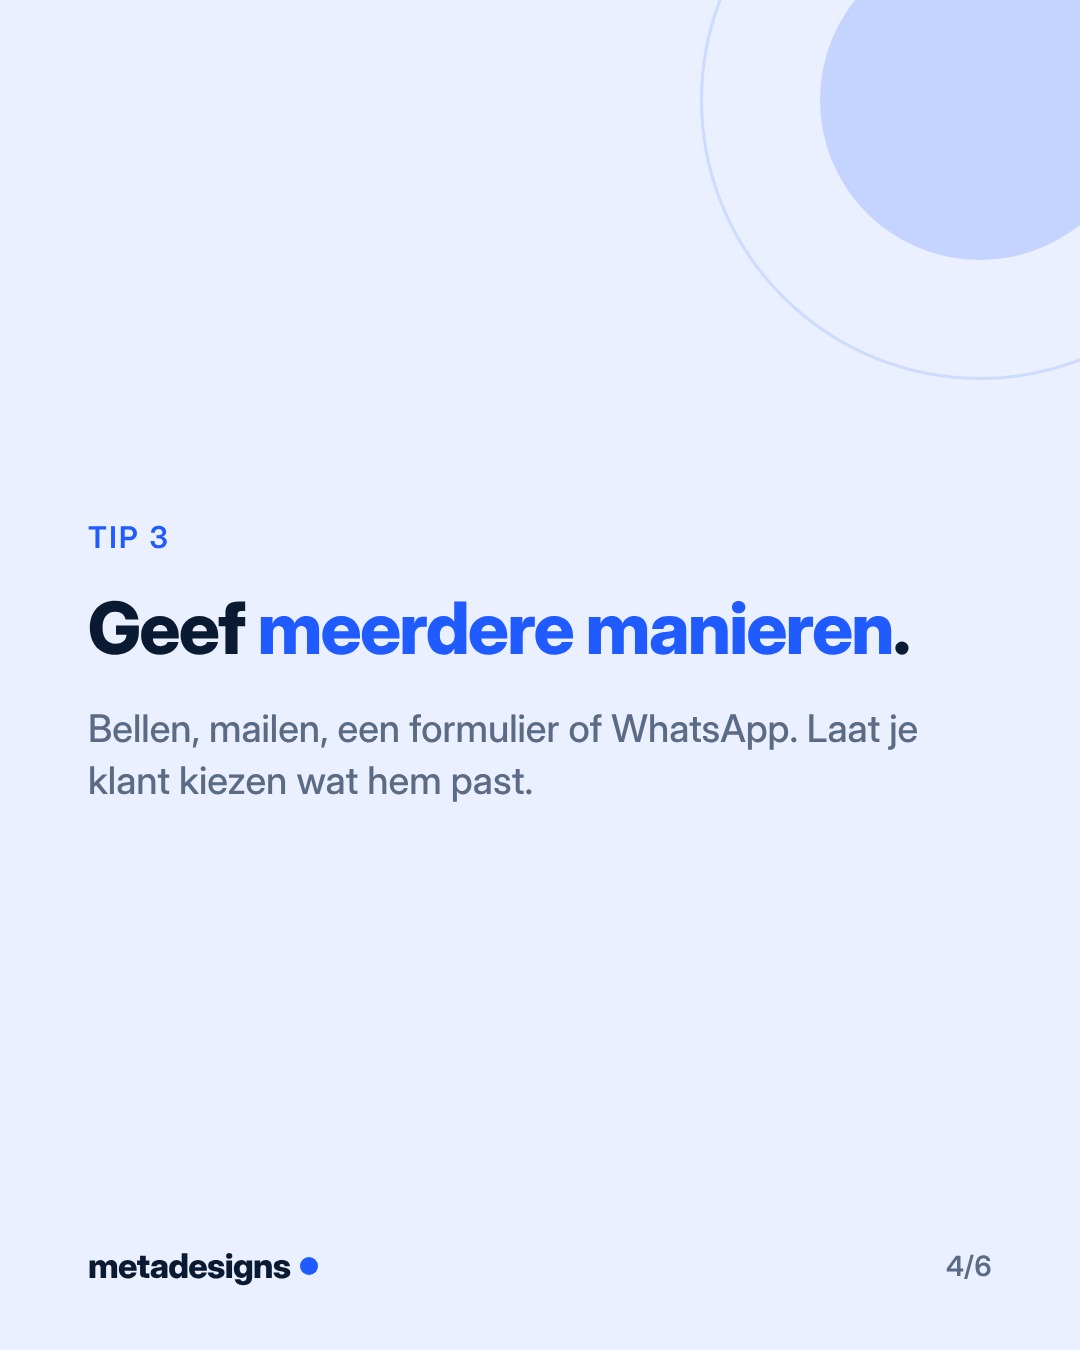 TIP 3
Geef meerdere manieren.
Bellen, mailen, een formulier of WhatsApp. Laat je
klant kiezen wat hem past.
metadesigns
4/6